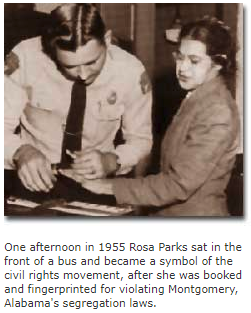 One afternoon in 1955 Rosa Parks sat in the
front of a bus and became a symbol of the
civil rights movement, after she was booked
and fingerprinted for violating Montgomery,
Alabama's segregation laws.